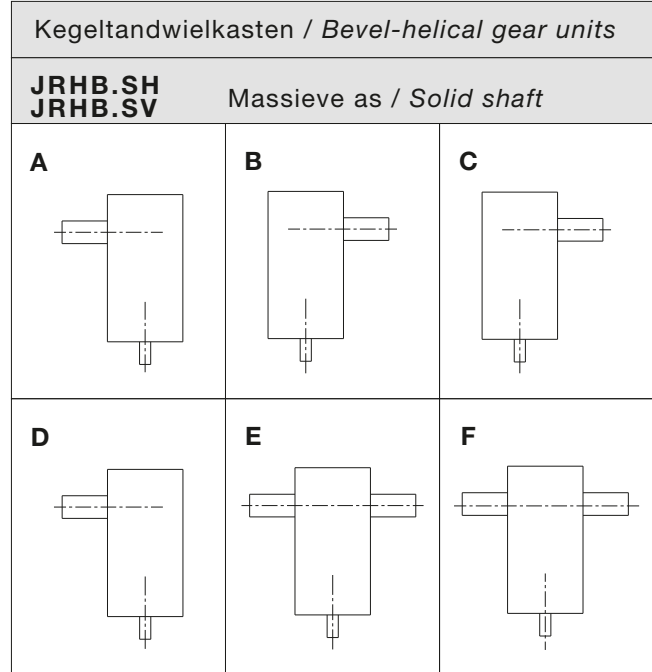 Kegeltandwielkasten / Bevel-helical gear units
JRHB.SH
JRHB.SV
Massieve as / Solid shaft
A
B
C
D
E
F